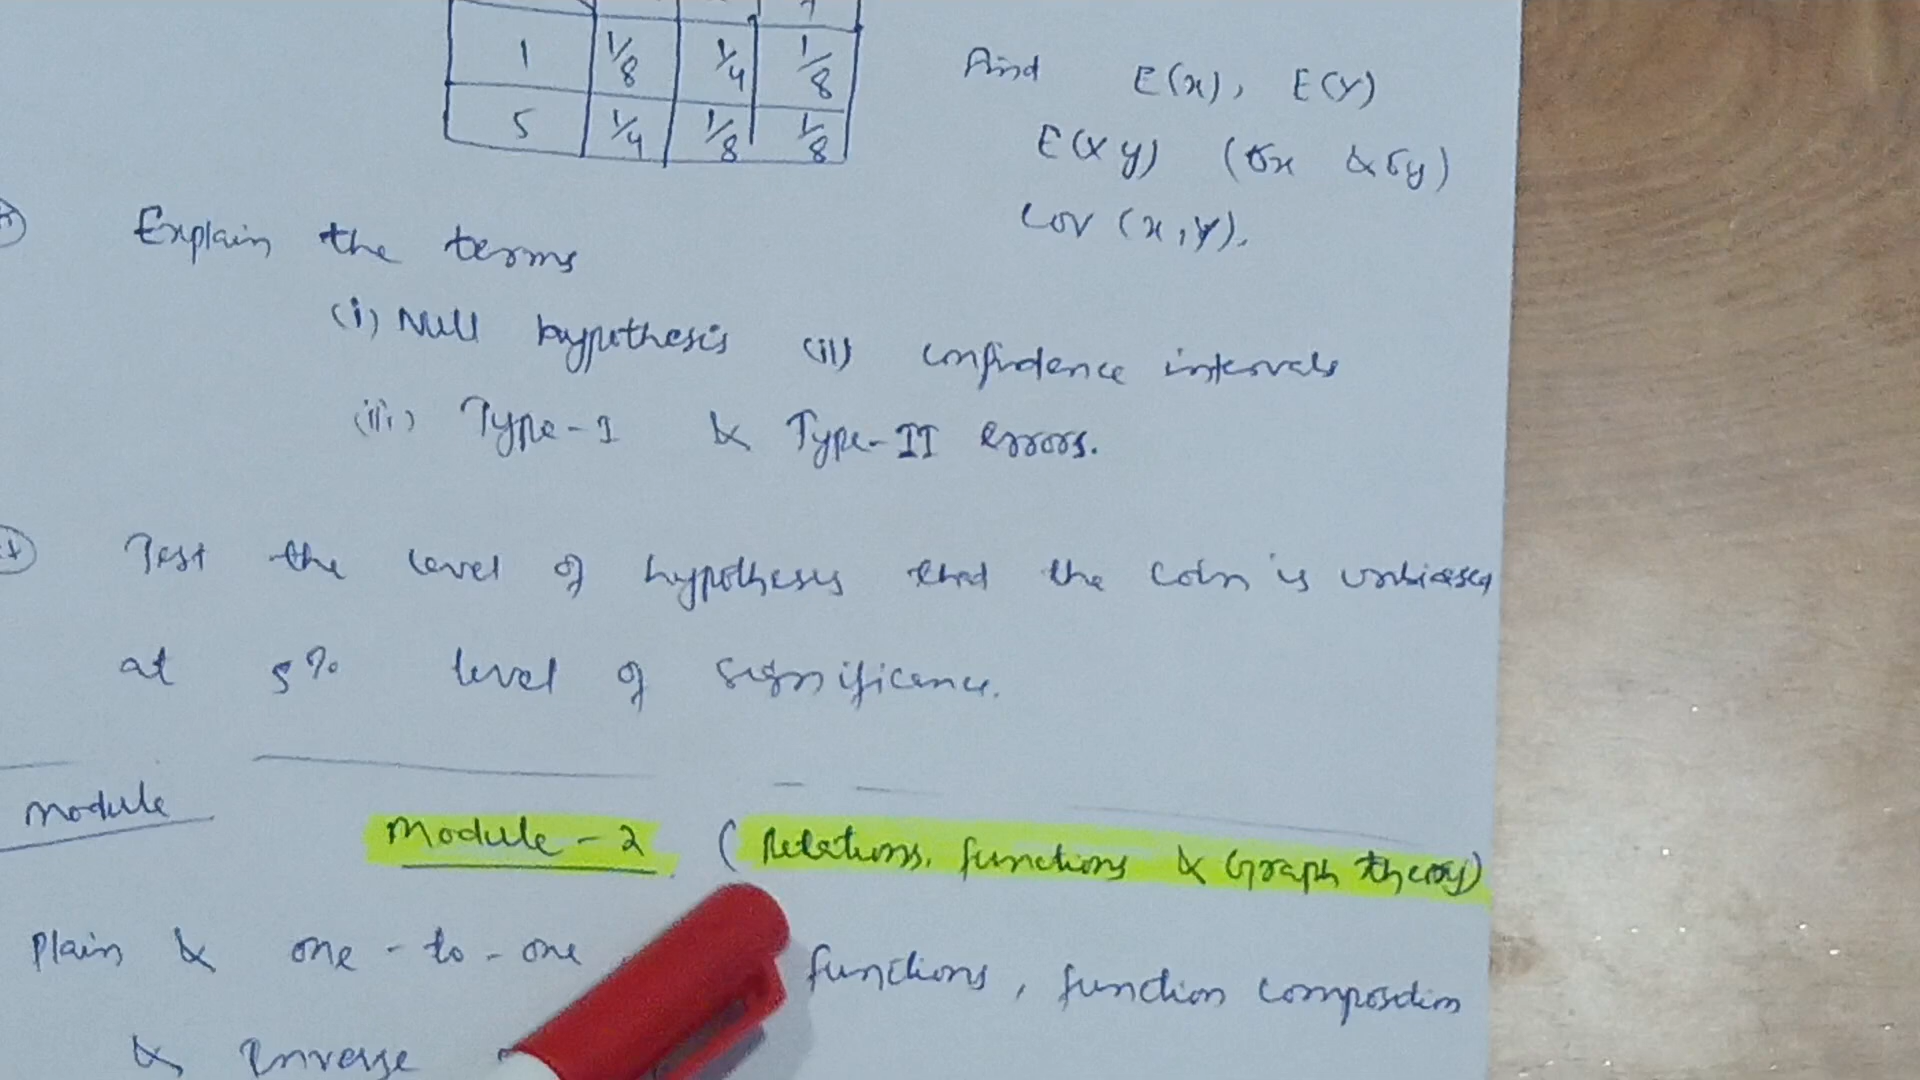 1 1/8 1/4 1/8
5 1/4 1/8 1/8
Find E(x), E(Y)
E(XY) (σx & σy)
Cov (x,Y).
Explain the terms
(i) Null hypothesis (ii) confidence intervals
(iii) Type-I & Type-II errors.
Test the level of hypothesis that the coin is unbiased
at 5% level of significance.
Module
Module-2 (Relations, functions & Graph theory)
plain & one-to-one functions, function composition
& Inverse